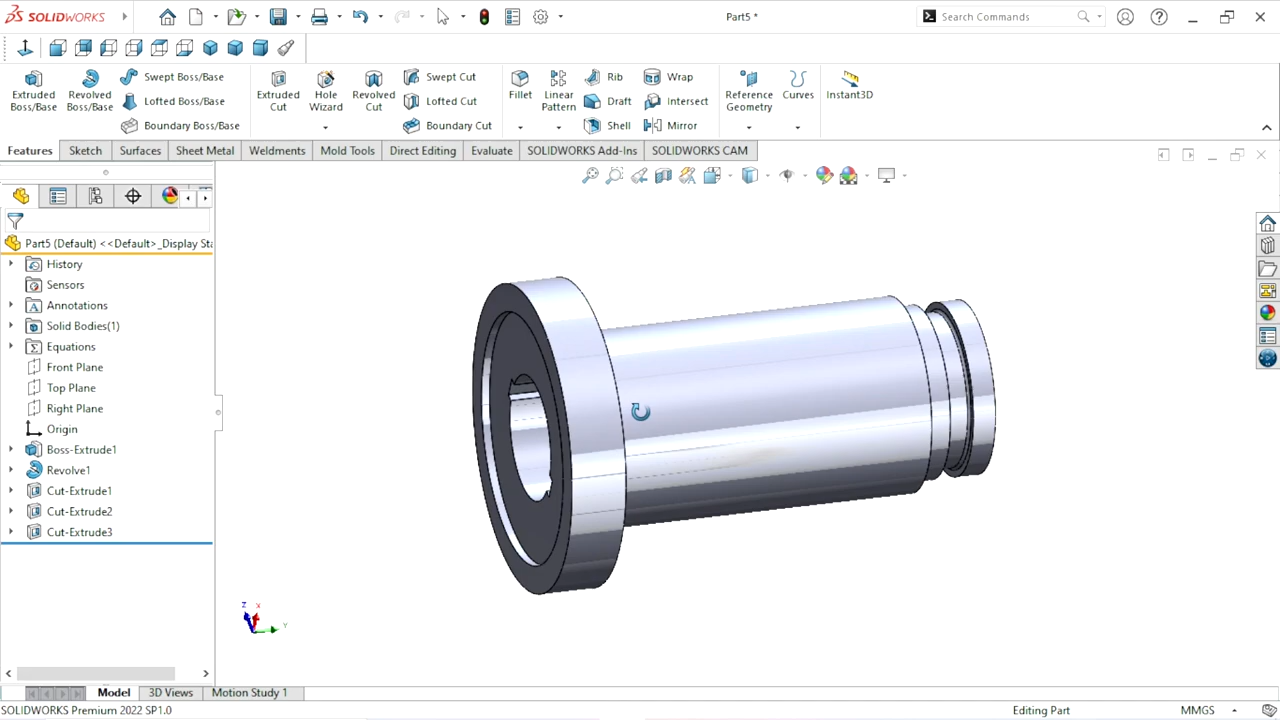 SOLIDWORKS
Part5 *
Search Commands
Extruded Boss/Base
Revolved Boss/Base
Swept Boss/Base
Lofted Boss/Base
Boundary Boss/Base
Extruded Cut
Hole Wizard
Revolved Cut
Swept Cut
Lofted Cut
Boundary Cut
Fillet
Linear Pattern
Rib
Draft
Shell
Wrap
Intersect
Mirror
Reference Geometry
Curves
Instant3D
Features
Sketch
Surfaces
Sheet Metal
Weldments
Mold Tools
Direct Editing
Evaluate
SOLIDWORKS Add-Ins
SOLIDWORKS CAM
Part5 (Default) <<Default>_Display Sta
History
Sensors
Annotations
Solid Bodies(1)
Equations
Front Plane
Top Plane
Right Plane
Origin
Boss-Extrude1
Revolve1
Cut-Extrude1
Cut-Extrude2
Cut-Extrude3
Z X
Y
Model
3D Views
Motion Study 1
SOLIDWORKS Premium 2022 SP1.0
Editing Part
MMGS